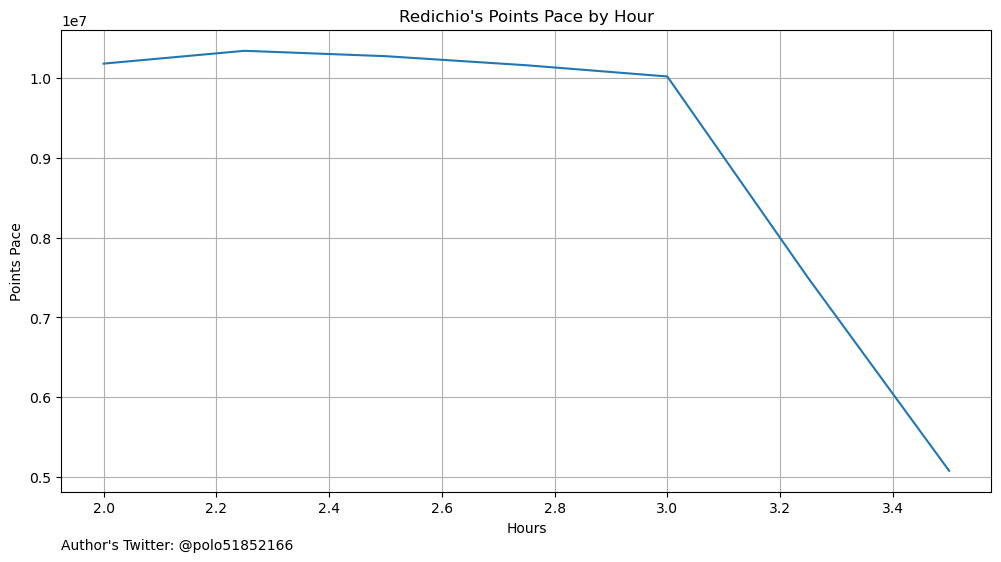 Redichio's Points Pace by Hour
1e7
1.0
0.9
0.8
0.7
0.6
0.5
Points Pace
2.0 2.2 2.4 2.6 2.8 3.0 3.2 3.4
Hours
Author's Twitter: @polo51852166